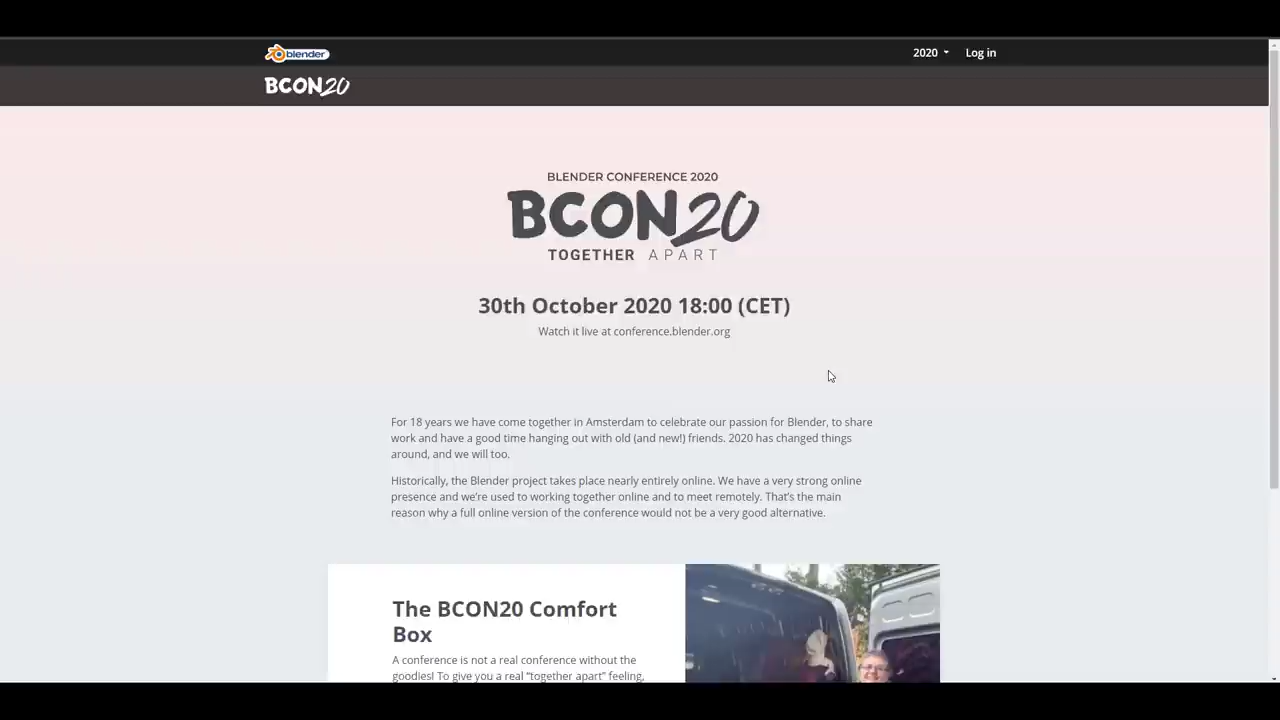 blender
2020
Log in
BCON20
BLENDER CONFERENCE 2020
BCON20
TOGETHER APART
30th October 2020 18:00 (CET)
Watch it live at conference.blender.org
For 18 years we have come together in Amsterdam to celebrate our passion for Blender, to share
work and have a good time hanging out with old (and new!) friends. 2020 has changed things
around, and we will too.
Historically, the Blender project takes place nearly entirely online. We have a very strong online
presence and we’re used to working together online and to meet remotely. That’s the main
reason why a full online version of the conference would not be a very good alternative.
The BCON20 Comfort
Box
A conference is not a real conference without the
goodies! To give you a real “together apart” feeling,